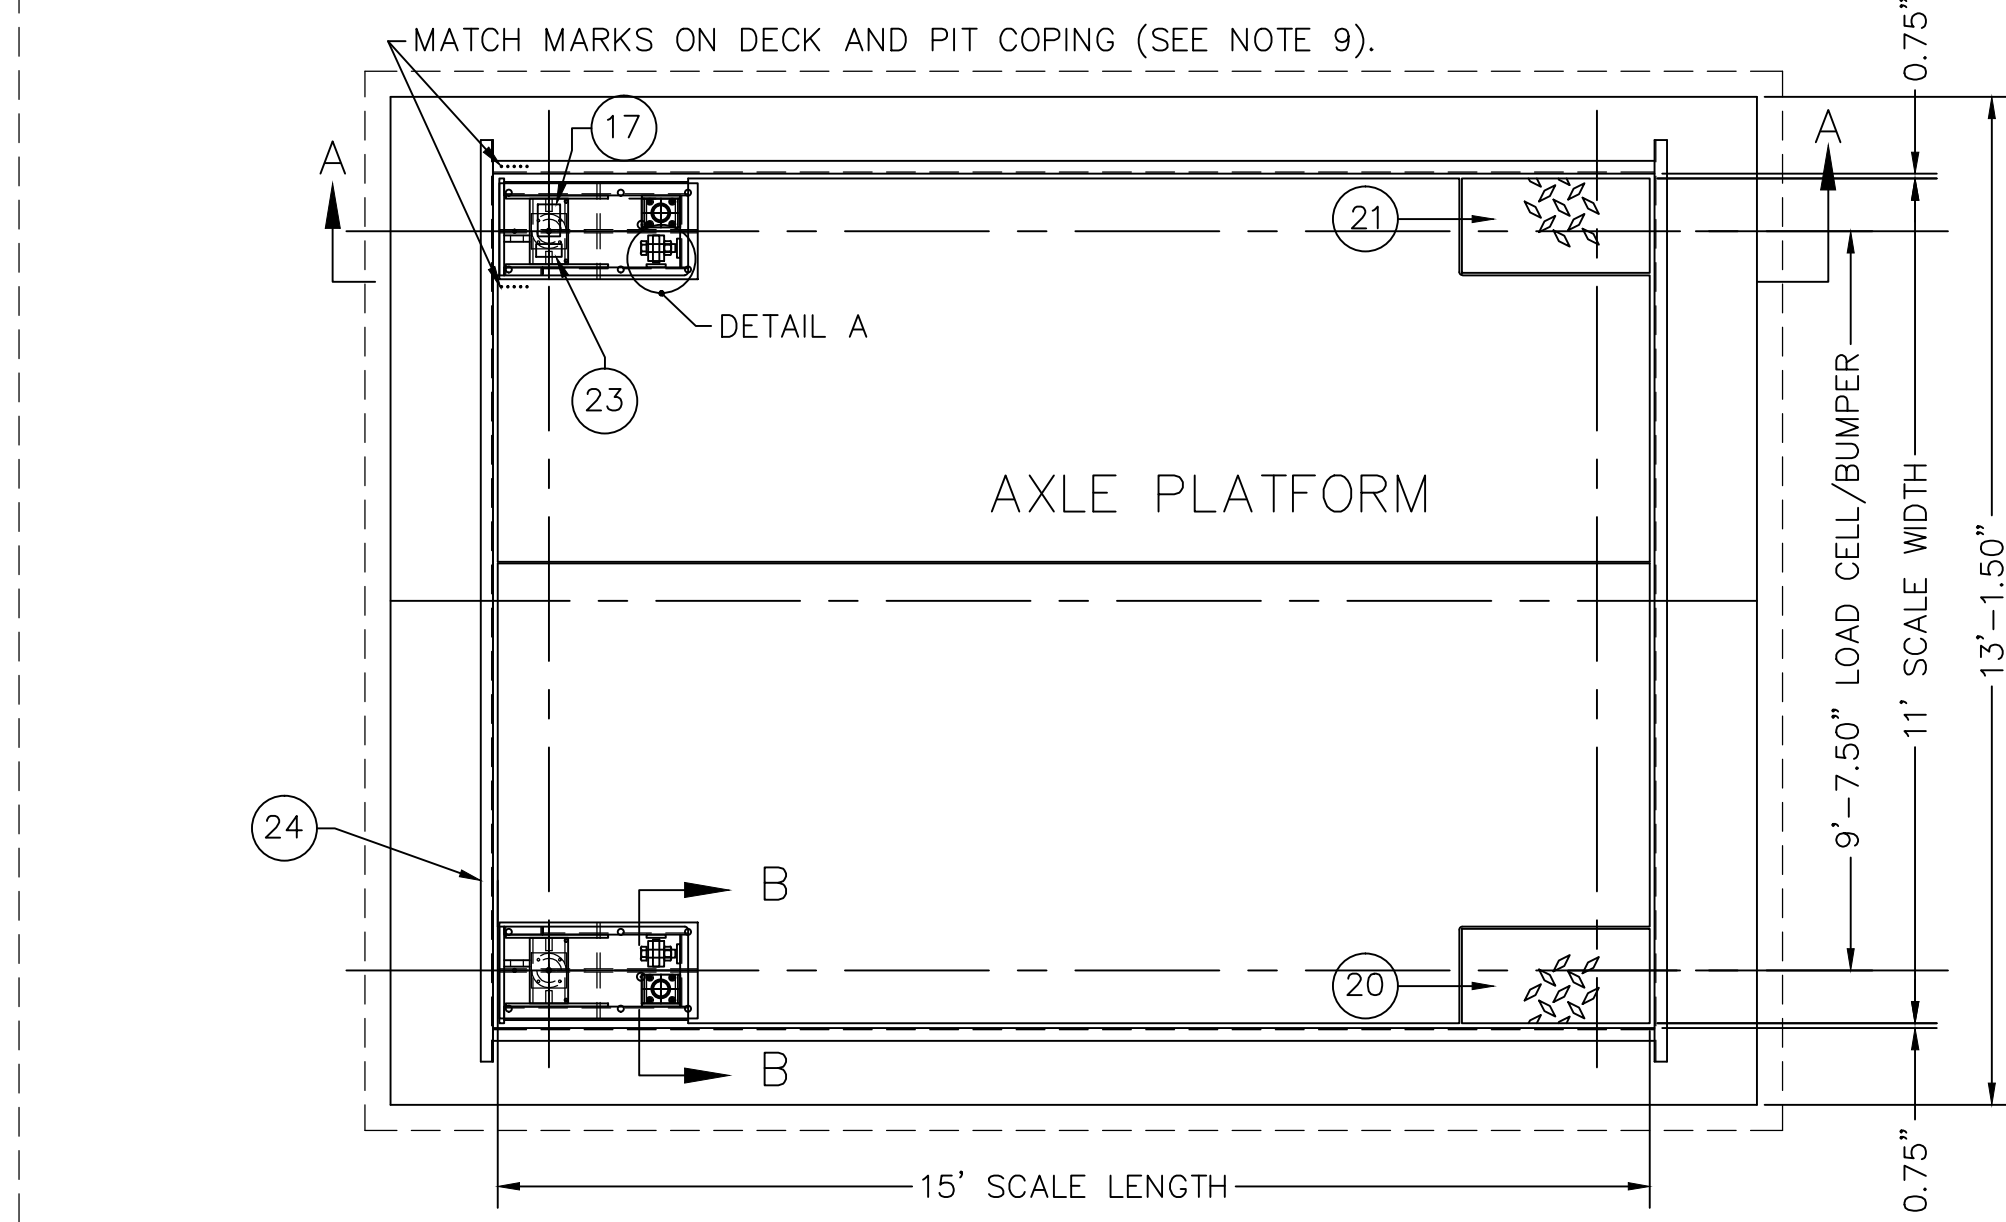 MATCH MARKS ON DECK AND PIT COPING (SEE NOTE 9).
0.75”
A
17
A
21
DETAIL A
23
AXLE PLATFORM
9’–7.50” LOAD CELL/BUMPER
11’ SCALE WIDTH
13’–1.50”
24
B
20
B
0.75”
15’ SCALE LENGTH